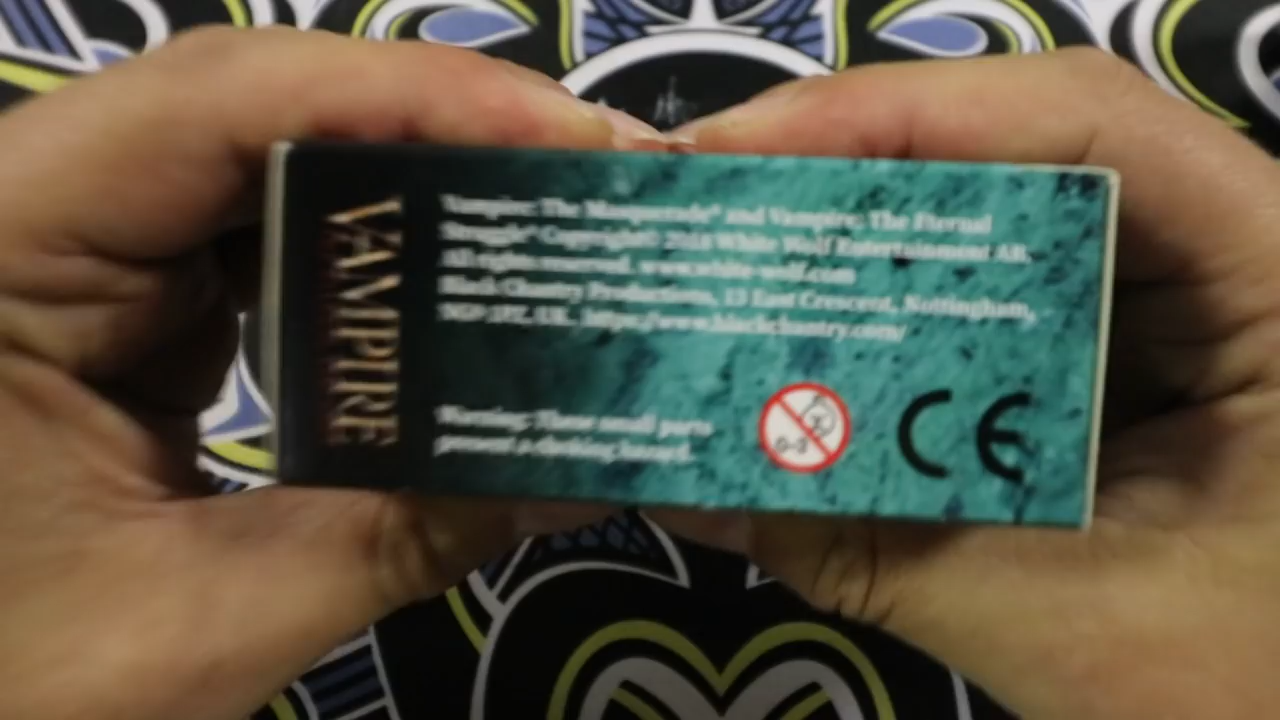 VAMPIRE
Vampire: The Masquerade® and Vampire: The Eternal
Struggle® Copyright© 2018 White Wolf Entertainment AB.
All rights reserved. www.white-wolf.com
Black Chantry Productions, 13 East Crescent, Nottingham,
UK. https://www.blackchantry.com/
Warning: These small parts
present a choking hazard.
0-3
CE